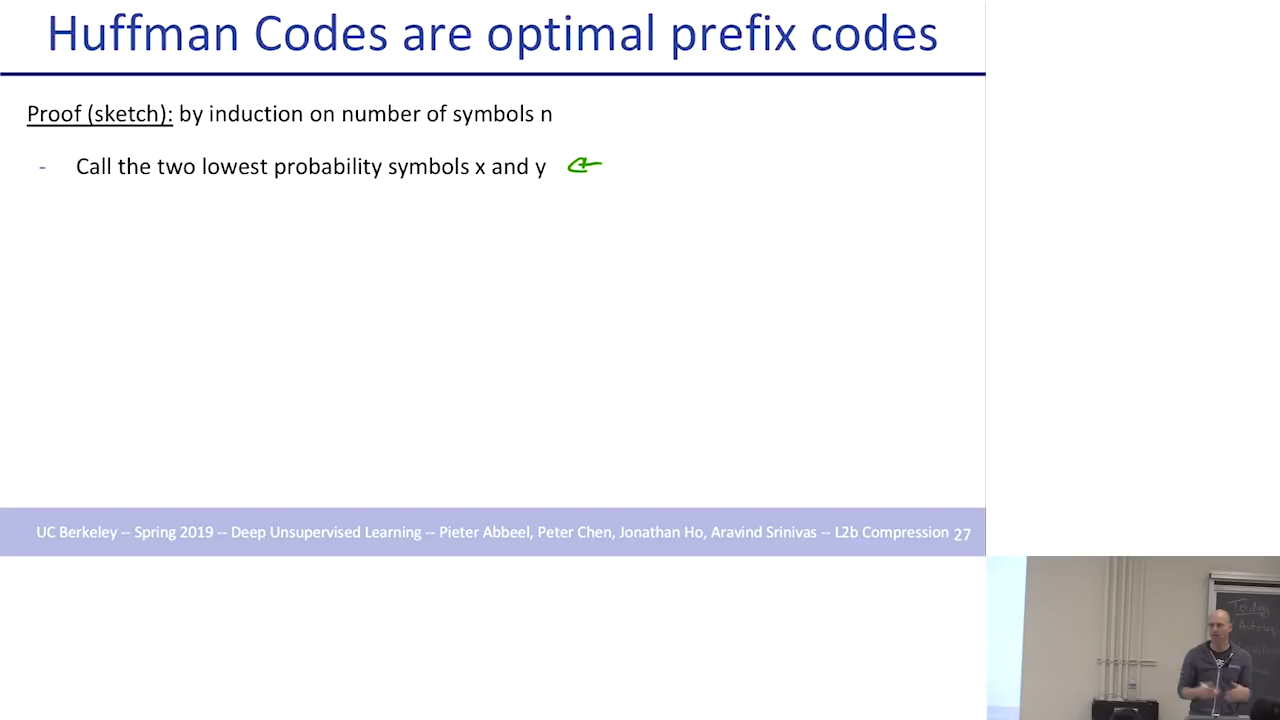 Huffman Codes are optimal prefix codes
Proof (sketch): by induction on number of symbols n
- Call the two lowest probability symbols x and y
UC Berkeley -- Spring 2019 -- Deep Unsupervised Learning -- Pieter Abbeel, Peter Chen, Jonathan Ho, Aravind Srinivas -- L2b Compression 27
Today